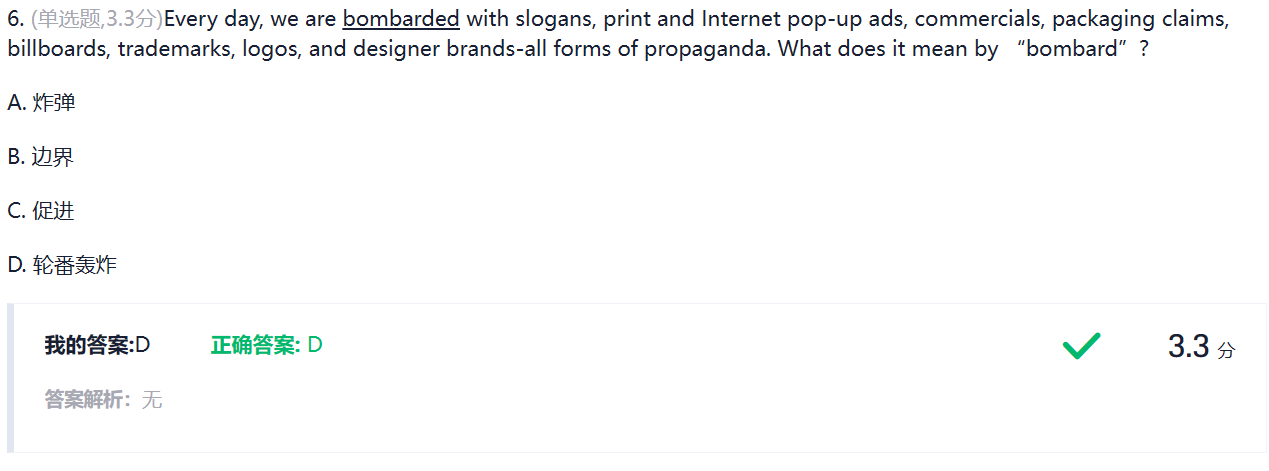 6. (单选题,3.3分)Every day, we are bombarded with slogans, print and Internet pop-up ads, commercials, packaging claims,
billboards, trademarks, logos, and designer brands-all forms of propaganda. What does it mean by “bombard”?
A. 炸弹
B. 边界
C. 促进
D. 轮番轰炸
我的答案:D 正确答案: D 3.3 分
答案解析：无